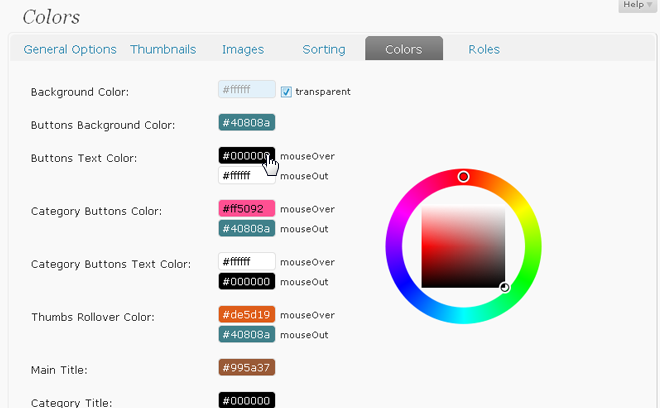 Help
Colors
General Options Thumbnails Images Sorting Colors Roles
Background Color: #ffffff transparent
Buttons Background Color: #40808a
Buttons Text Color: #000000 mouseOver
#ffffff mouseOut
Category Buttons Color: #ff5092 mouseOver
#40808a mouseOut
Category Buttons Text Color: #ffffff mouseOver
#000000 mouseOut
Thumbs Rollover Color: #de5d19 mouseOver
#40808a mouseOut
Main Title: #995a37
Category Title: #000000